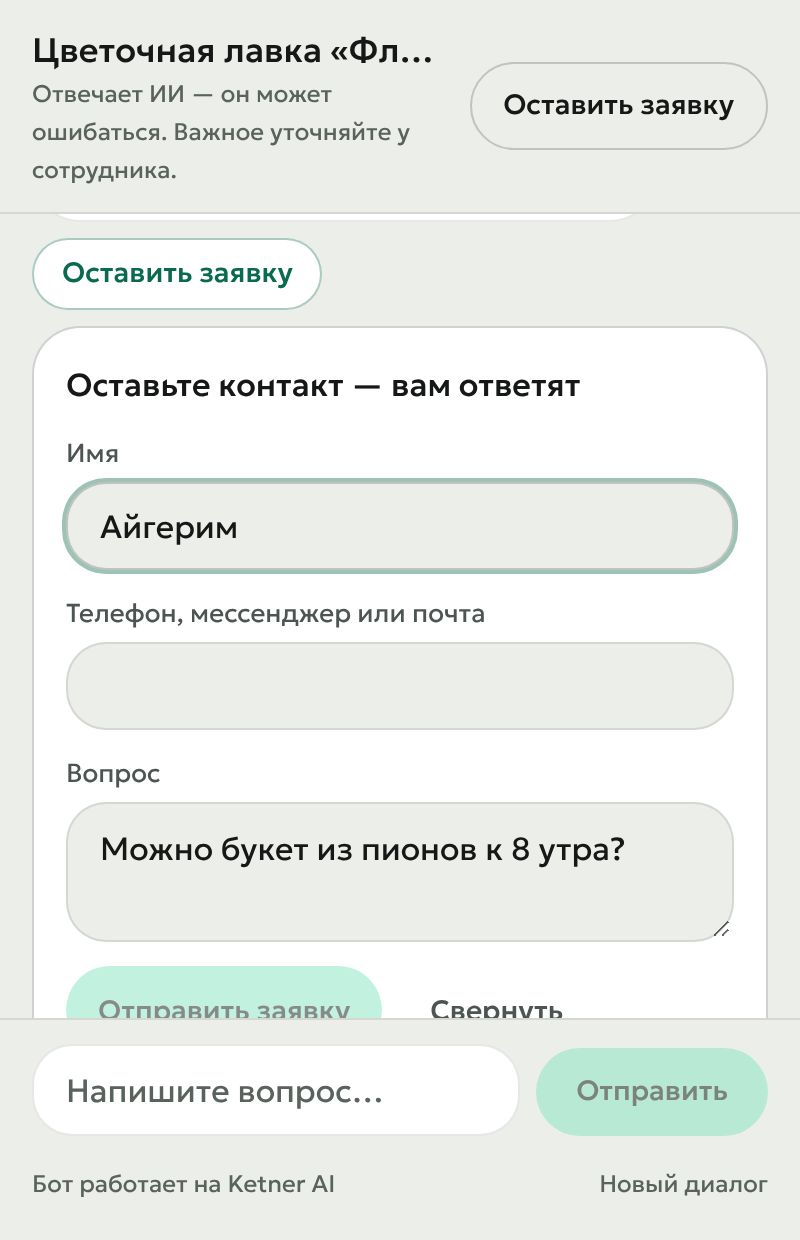 Цветочная лавка «Фл…
Отвечает ИИ — он может
ошибаться. Важное уточняйте у
сотрудника.
Оставить заявку
Оставить заявку
Оставьте контакт — вам ответят
Имя
Айгерим
Телефон, мессенджер или почта
Вопрос
Можно букет из пионов к 8 утра?
Отправить заявку
Свернуть
Напишите вопрос…
Отправить
Бот работает на Ketner AI
Новый диалог